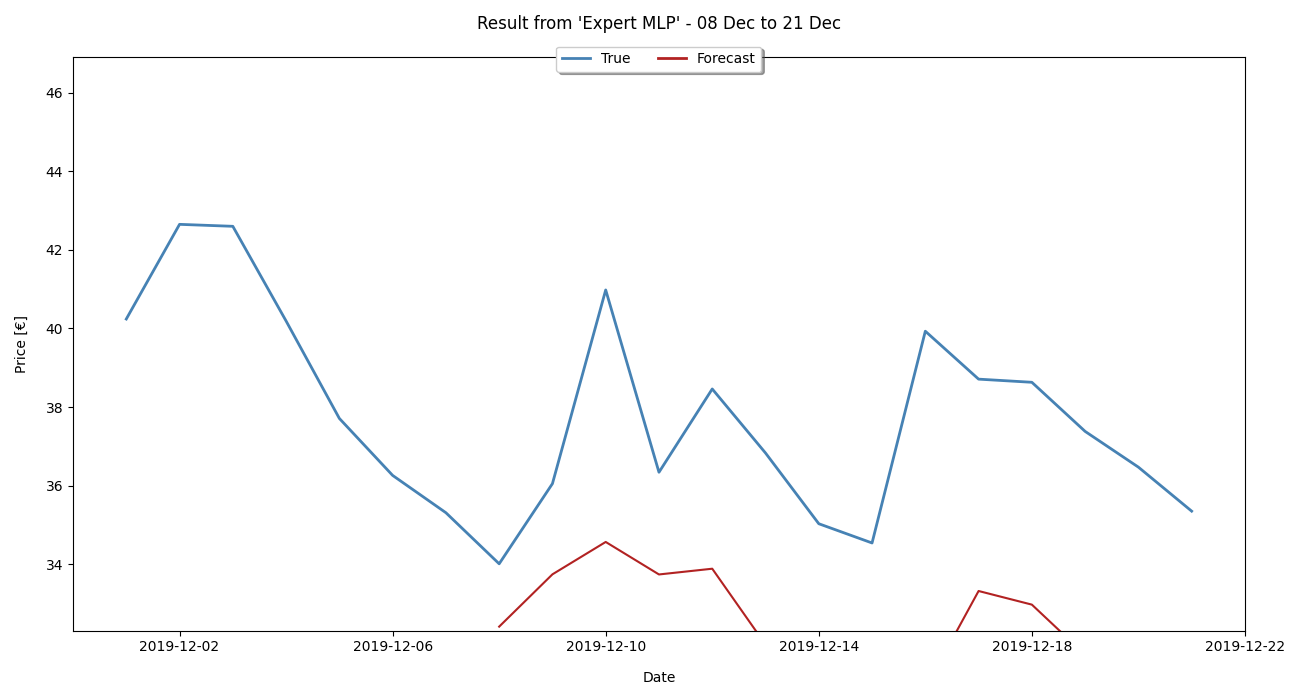 Result from 'Expert MLP' - 08 Dec to 21 Dec
True Forecast
46
44
42
40
38
36
34
Price [€]
2019-12-02 2019-12-06 2019-12-10 2019-12-14 2019-12-18 2019-12-22
Date